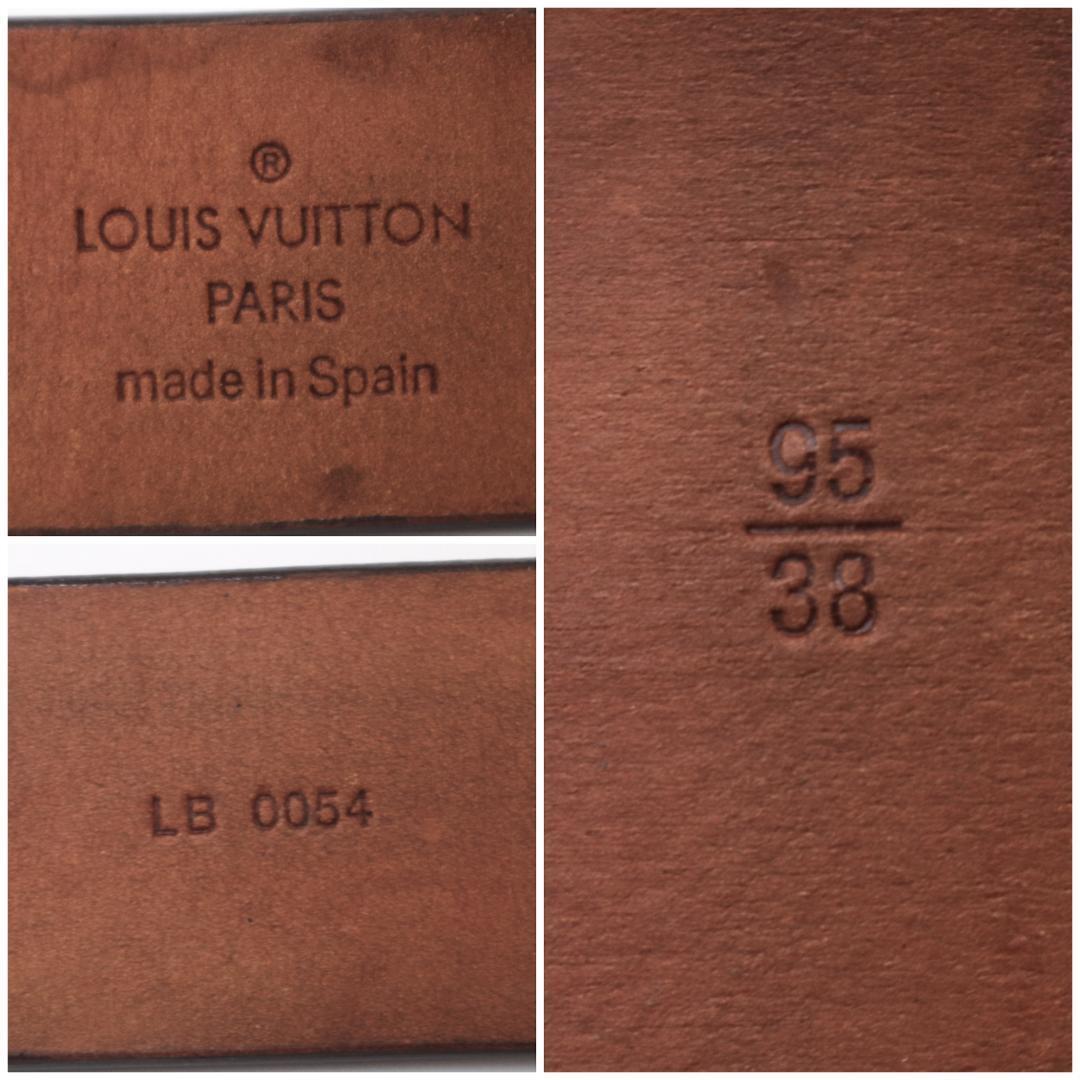 ®
LOUIS VUITTON
PARIS
made in Spain
LB 0054
95
38